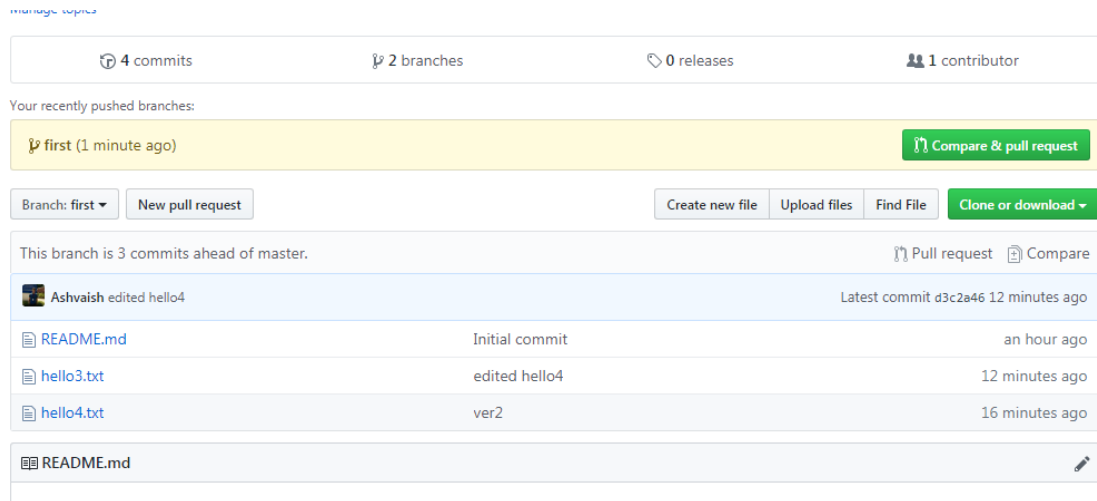 Manage topics
4 commits 2 branches 0 releases 1 contributor
Your recently pushed branches:
first (1 minute ago) Compare & pull request
Branch: first New pull request Create new file Upload files Find File Clone or download
This branch is 3 commits ahead of master. Pull request Compare
Ashvaish edited hello4 Latest commit d3c2a46 12 minutes ago
README.md Initial commit an hour ago
hello3.txt edited hello4 12 minutes ago
hello4.txt ver2 16 minutes ago
README.md